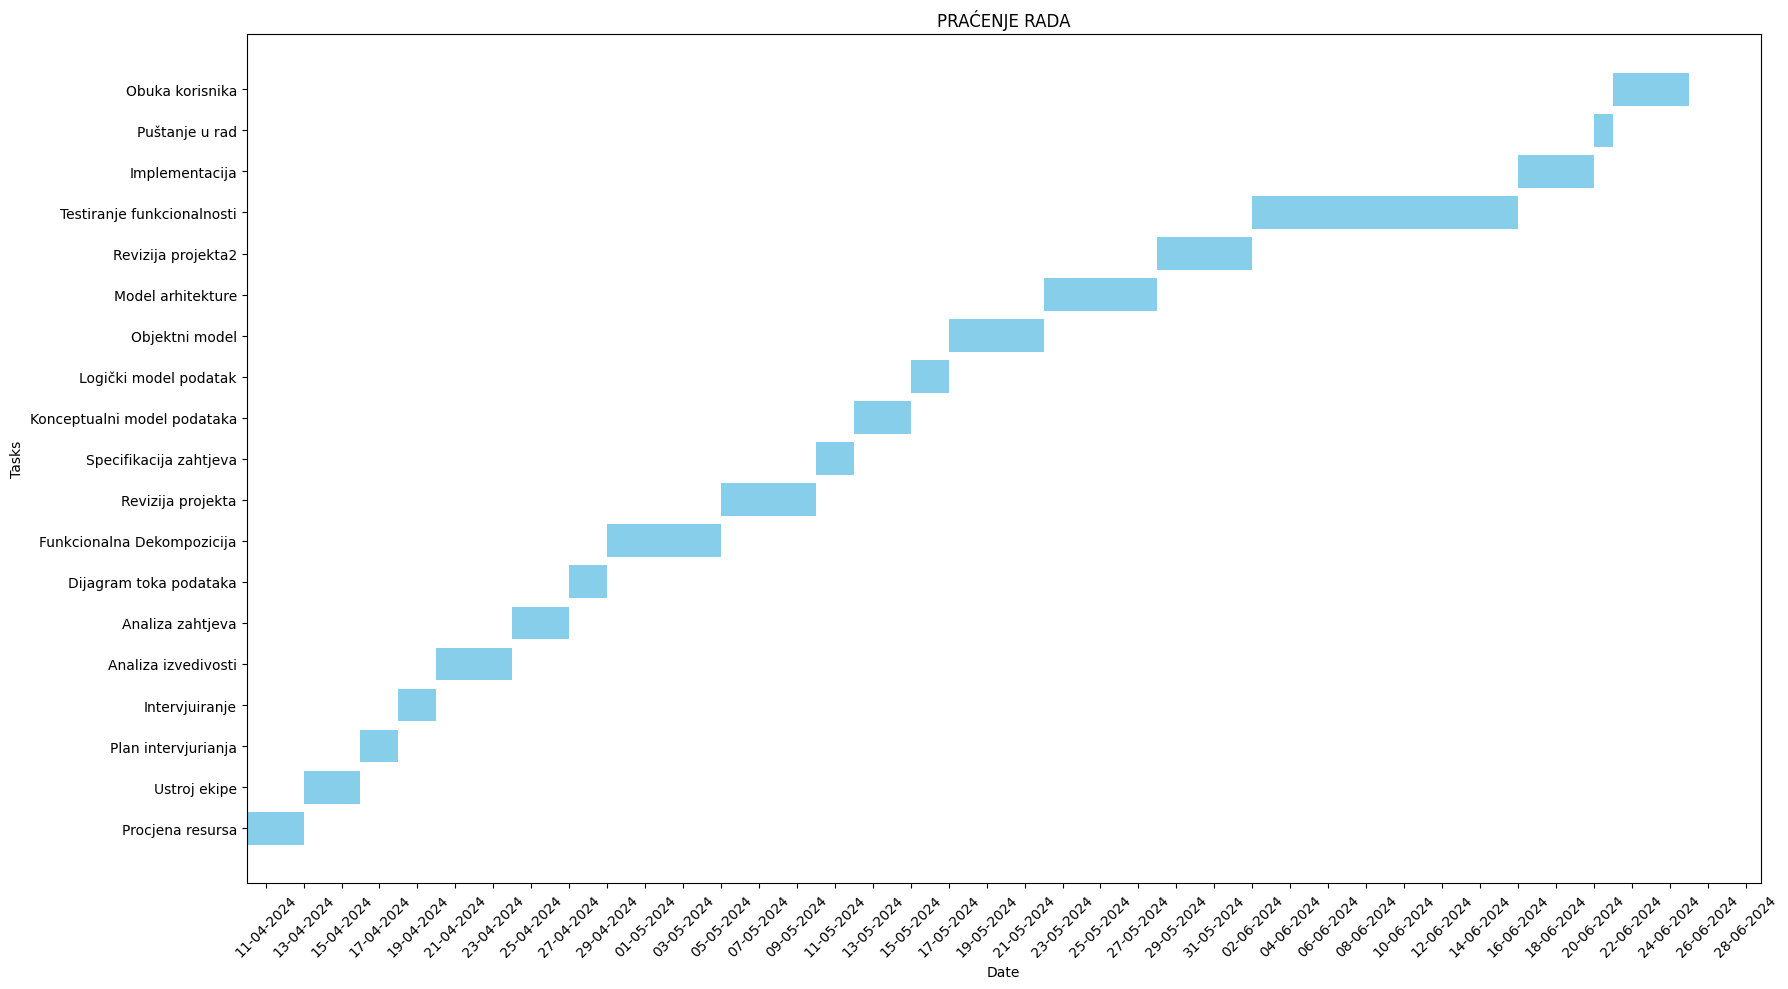 PRAĆENJE RADA
Obuka korisnika
Puštanje u rad
Implementacija
Testiranje funkcionalnosti
Revizija projekta2
Model arhitekture
Objektni model
Logički model podatak
Konceptualni model podataka
Specifikacija zahtjeva
Revizija projekta
Funkcionalna Dekompozicija
Dijagram toka podataka
Analiza zahtjeva
Analiza izvedivosti
Intervjuiranje
Plan intervjurianja
Ustroj ekipe
Procjena resursa
Tasks
11-04-2024
13-04-2024
15-04-2024
17-04-2024
19-04-2024
21-04-2024
23-04-2024
25-04-2024
27-04-2024
29-04-2024
01-05-2024
03-05-2024
05-05-2024
07-05-2024
09-05-2024
11-05-2024
13-05-2024
15-05-2024
17-05-2024
19-05-2024
21-05-2024
23-05-2024
25-05-2024
27-05-2024
29-05-2024
31-05-2024
02-06-2024
04-06-2024
06-06-2024
08-06-2024
10-06-2024
12-06-2024
14-06-2024
16-06-2024
18-06-2024
20-06-2024
22-06-2024
24-06-2024
26-06-2024
28-06-2024
Date